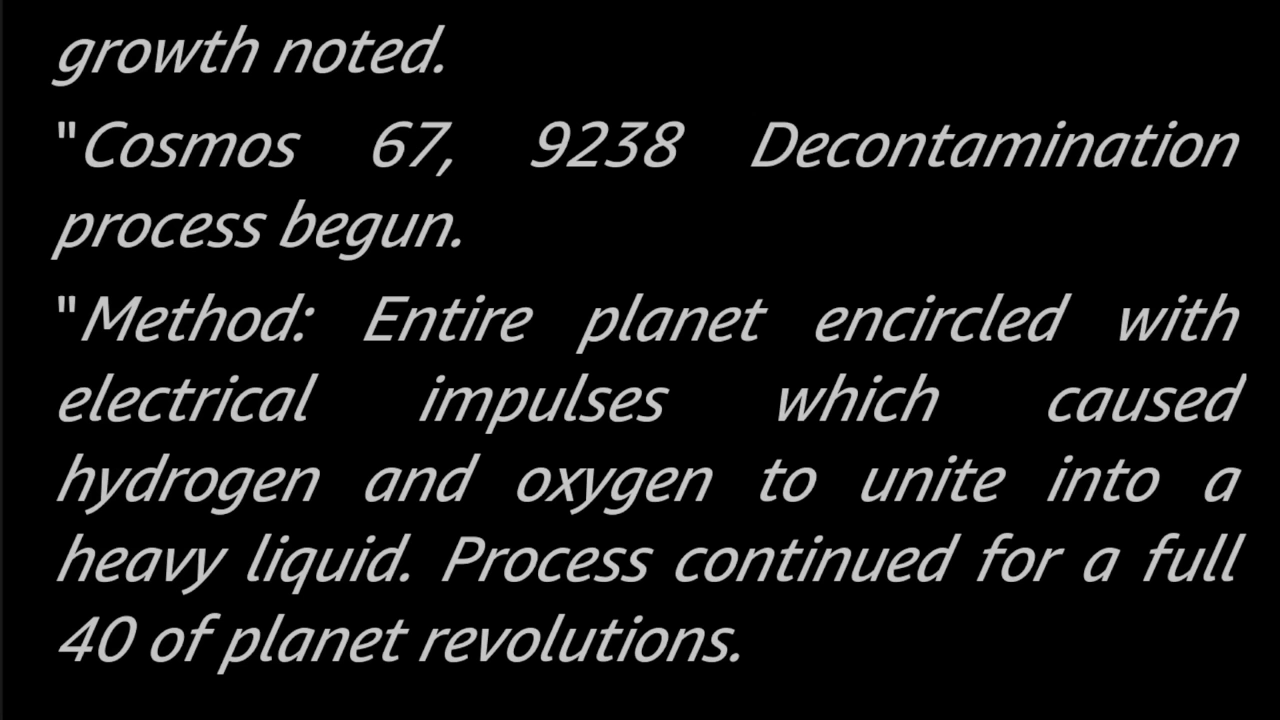 growth noted.
"Cosmos 67, 9238 Decontamination
process begun.
"Method: Entire planet encircled with
electrical impulses which caused
hydrogen and oxygen to unite into a
heavy liquid. Process continued for a full
40 of planet revolutions.